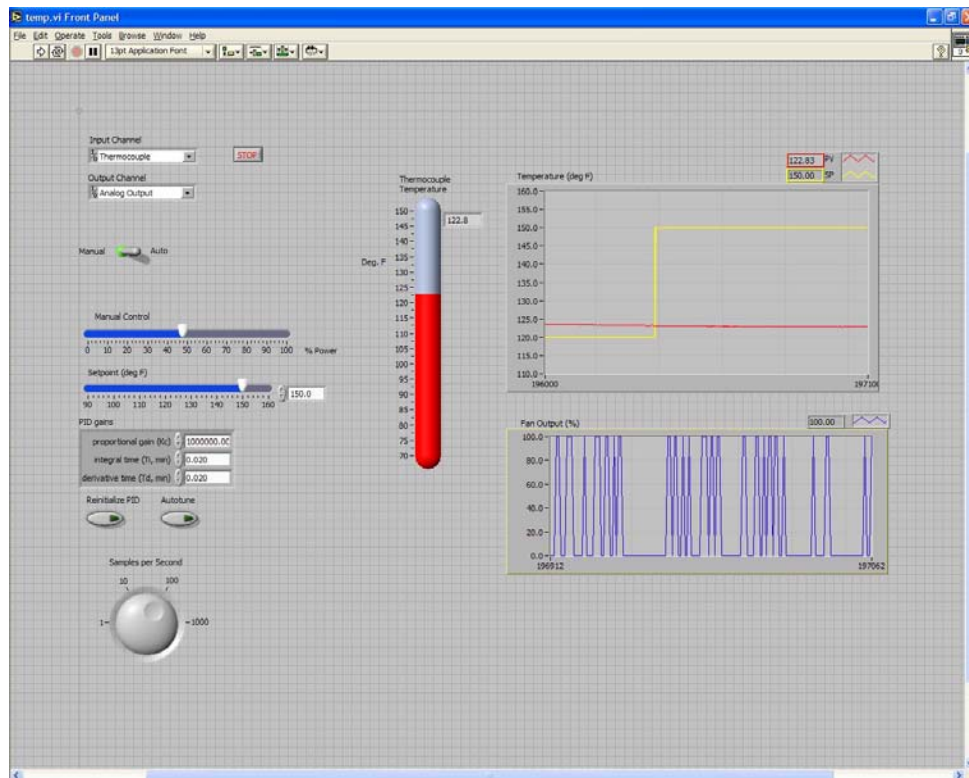 temp.vi Front Panel
File Edit Operate Tools Browse Window Help
13pt Application Font
Input Channel
Thermocouple
STOP
Output Channel
Analog Output
Manual Auto
Manual Control
0 10 20 30 40 50 60 70 80 90 100 % Power
Setpoint (deg F)
90 100 110 120 130 140 150 160
150.0
PID gains
proportional gain (Kc) 1000000.00
integral time (Ti, min) 0.020
derivative time (Td, min) 0.020
Reinitialize PID Autotune
Samples per Second
10 100
1 1000
Thermocouple
Temperature
122.8
Deg. F
150
145
140
135
130
125
120
115
110
105
100
95
90
85
80
75
70
122.83 PV
150.00 SP
Temperature (deg F)
160.0
155.0
150.0
145.0
140.0
135.0
130.0
125.0
120.0
115.0
110.0
196000
Fan Output (%)
100.00
100.0
80.0
60.0
40.0
20.0
0.0
196912 197062